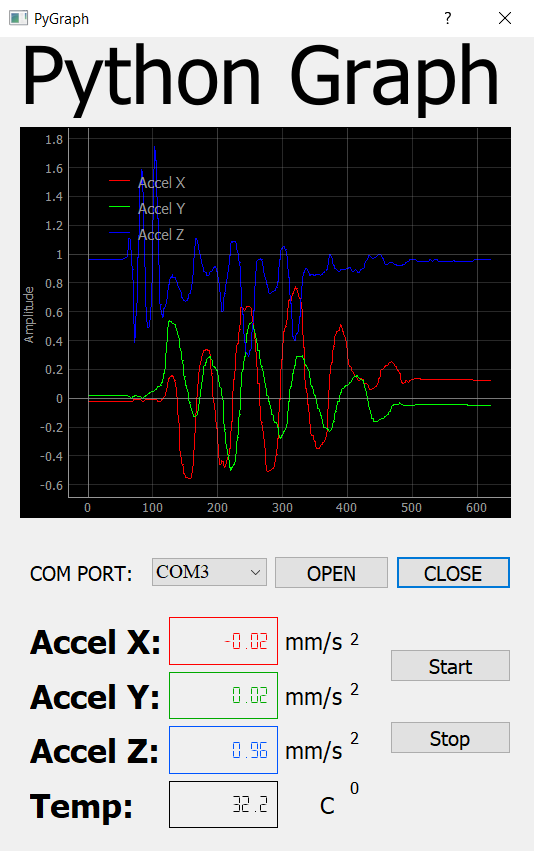 PyGraph ?
Python Graph
1.8
1.6
1.4
1.2
1
0.8
0.6
0.4
0.2
0
-0.2
-0.4
-0.6
Amplitude
Accel X
Accel Y
Accel Z
0 100 200 300 400 500 600
COM PORT: COM3 OPEN CLOSE
Accel X: -0.02 mm/s 2
Accel Y: 0.02 mm/s 2
Accel Z: 0.96 mm/s 2
Temp: 32.2 C 0
Start
Stop